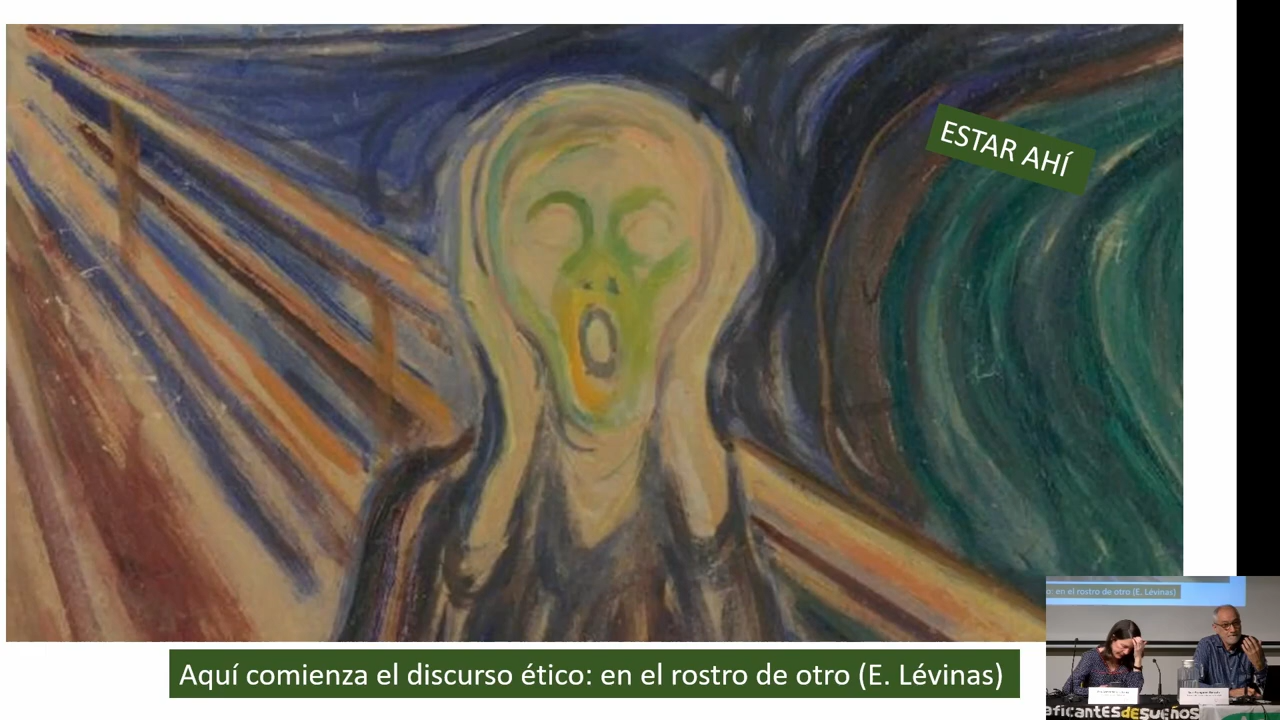 ESTAR AHÍ
Aquí comienza el discurso ético: en el rostro de otro (E. Lévinas)
o: en el rostro de otro (E. Lévinas)
aficantEsdEsuEños